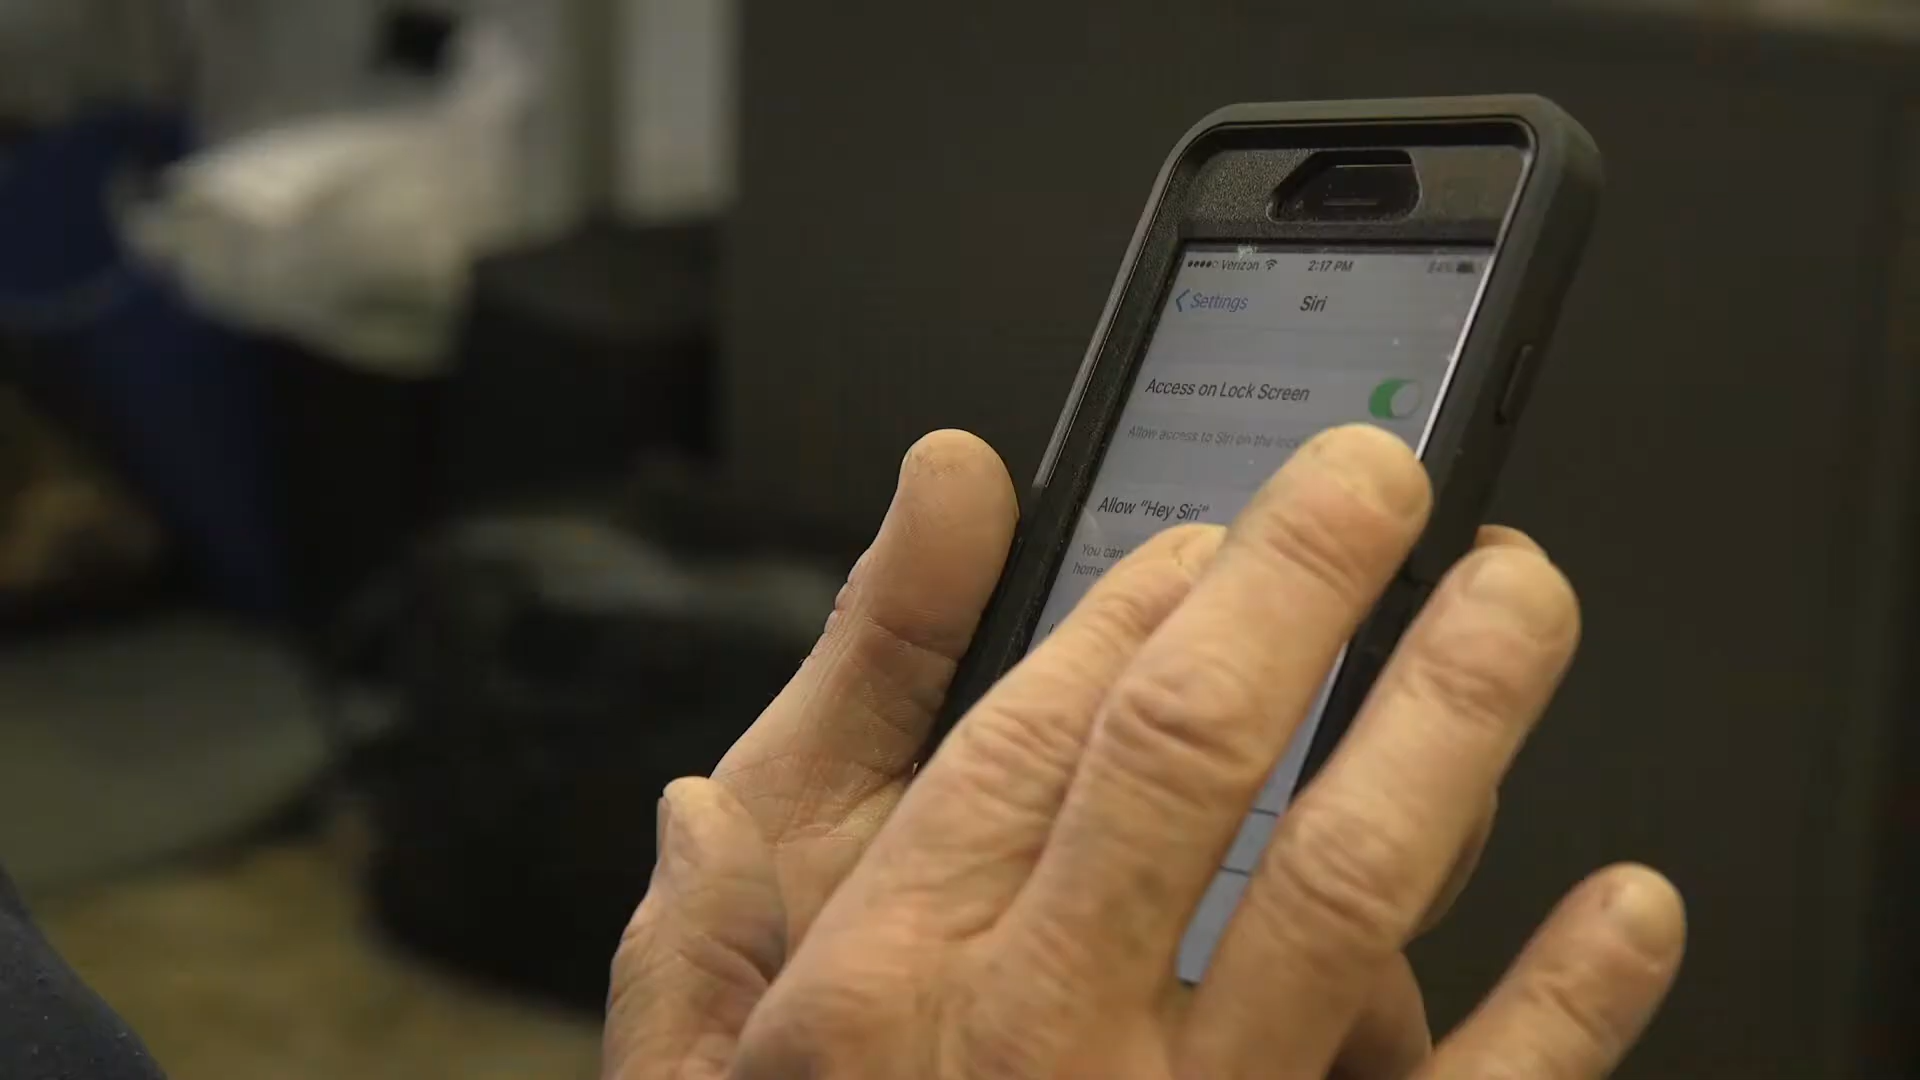 Verizon 2:17 PM 84%
Settings Siri
Access on Lock Screen
Allow access to Siri on the lock
Allow "Hey Siri"
You can
home